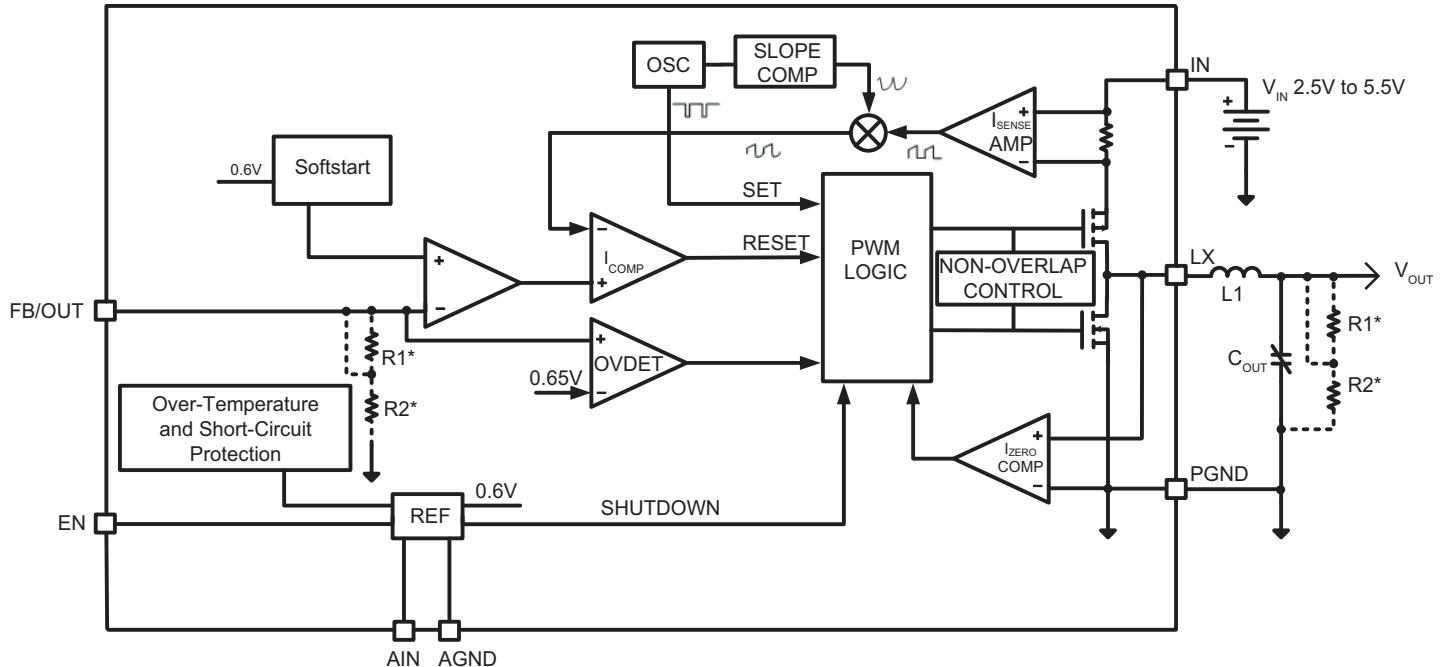 OSC
SLOPE
COMP
IN
V_IN 2.5V to 5.5V
+
-
+
I_SENSE
AMP
-
0.6V
Softstart
SET
RESET
PWM
LOGIC
NON-OVERLAP
CONTROL
LX
L1
V_OUT
-
I_COMP
+
+
-
FB/OUT
R1*
R2*
+
OVDET
-
0.65V
C_OUT
R1*
R2*
Over-Temperature
and Short-Circuit
Protection
+
I_ZERO
COMP
-
PGND
0.6V
EN
REF
SHUTDOWN
AIN
AGND